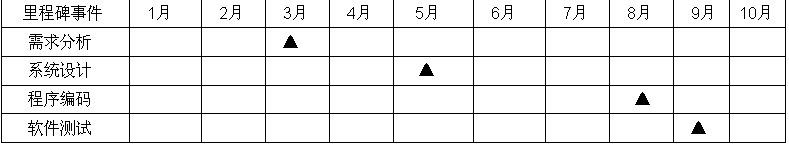 里程碑事件 1月 2月 3月 4月 5月 6月 7月 8月 9月 10月
需求分析 ▲
系统设计 ▲
程序编码 ▲
软件测试 ▲